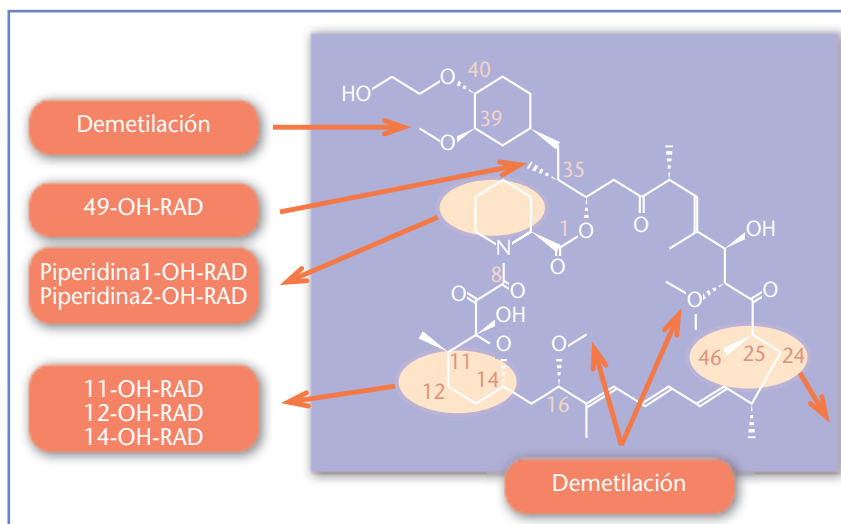 Demetilación
49-OH-RAD
Piperidina1-OH-RAD
Piperidina2-OH-RAD
11-OH-RAD
12-OH-RAD
14-OH-RAD
HO
O
40
O
39
35
O
1
O
N
O
8
OH
O
O
O
OH
O
O
O
O
11
14
12
16
46
25
24
Demetilación